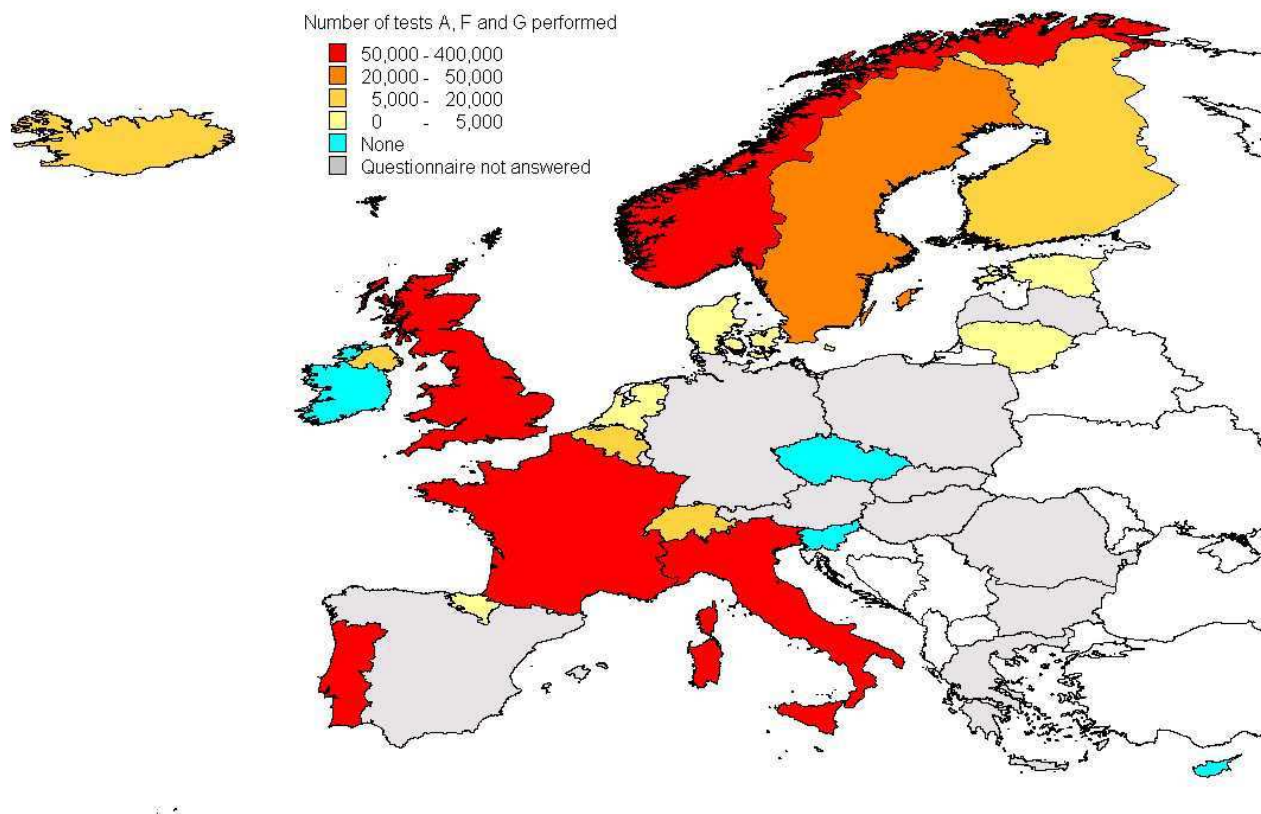 Number of tests A, F and G performed
50,000 - 400,000
20,000 - 50,000
5,000 - 20,000
0 - 5,000
None
Questionnaire not answered